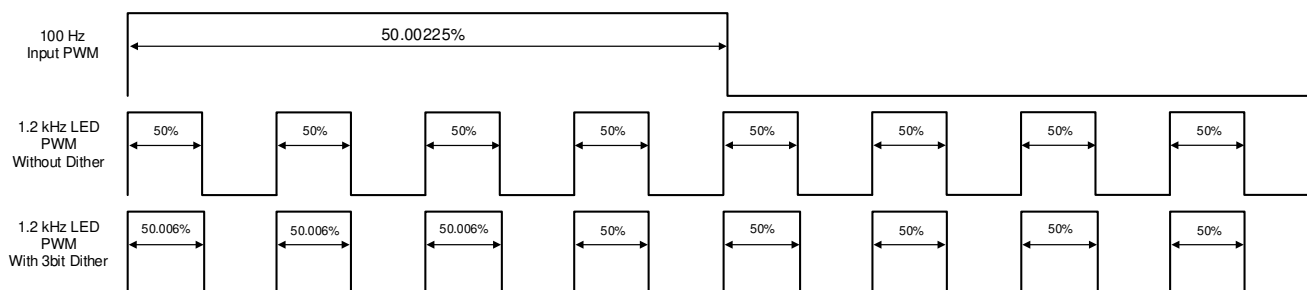 100 Hz
Input PWM
50.00225%
1.2 kHz LED
PWM
Without Dither
50% 50% 50% 50% 50% 50% 50% 50%
1.2 kHz LED
PWM
With 3bit Dither
50.006% 50.006% 50.006% 50% 50% 50% 50% 50%